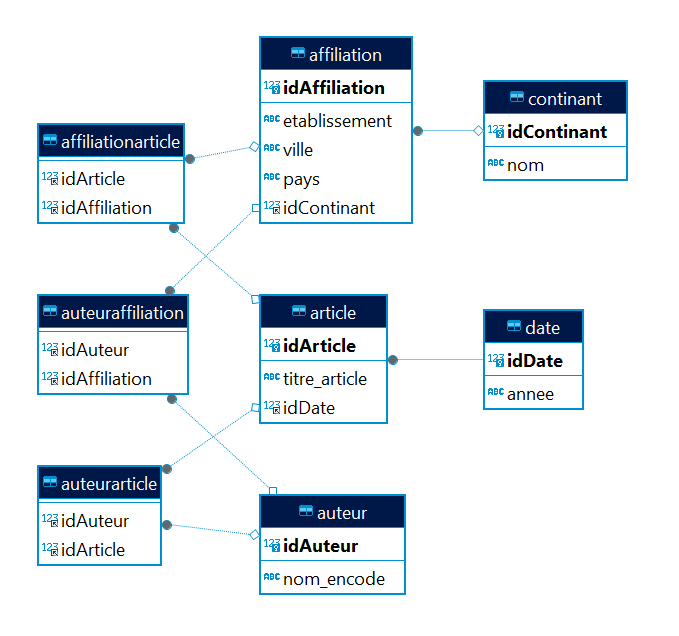 affiliation
idAffiliation
etablissement
ville
pays
idContinant
continant
idContinant
nom
affiliationarticle
idArticle
idAffiliation
auteuraffiliation
idAuteur
idAffiliation
article
idArticle
titre_article
idDate
date
idDate
annee
auteurarticle
idAuteur
idArticle
auteur
idAuteur
nom_encode